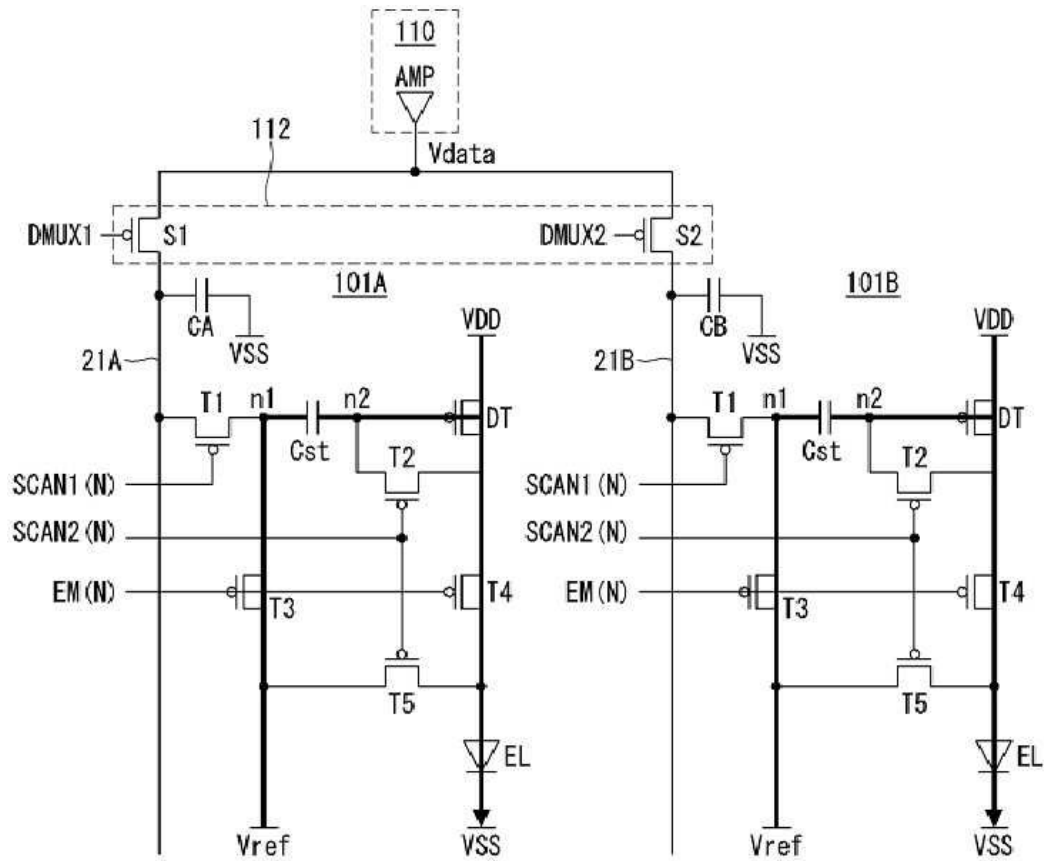 110
AMP
112
Vdata
DMUX1
S1
DMUX2
S2
101A
101B
CA
VSS
VDD
CB
VSS
VDD
21A
21B
T1
n1
n2
DT
T1
n1
n2
DT
Cst
T2
Cst
T2
SCAN1(N)
SCAN1(N)
SCAN2(N)
SCAN2(N)
EM(N)
T3
T4
EM(N)
T3
T4
T5
T5
EL
EL
Vref
VSS
Vref
VSS